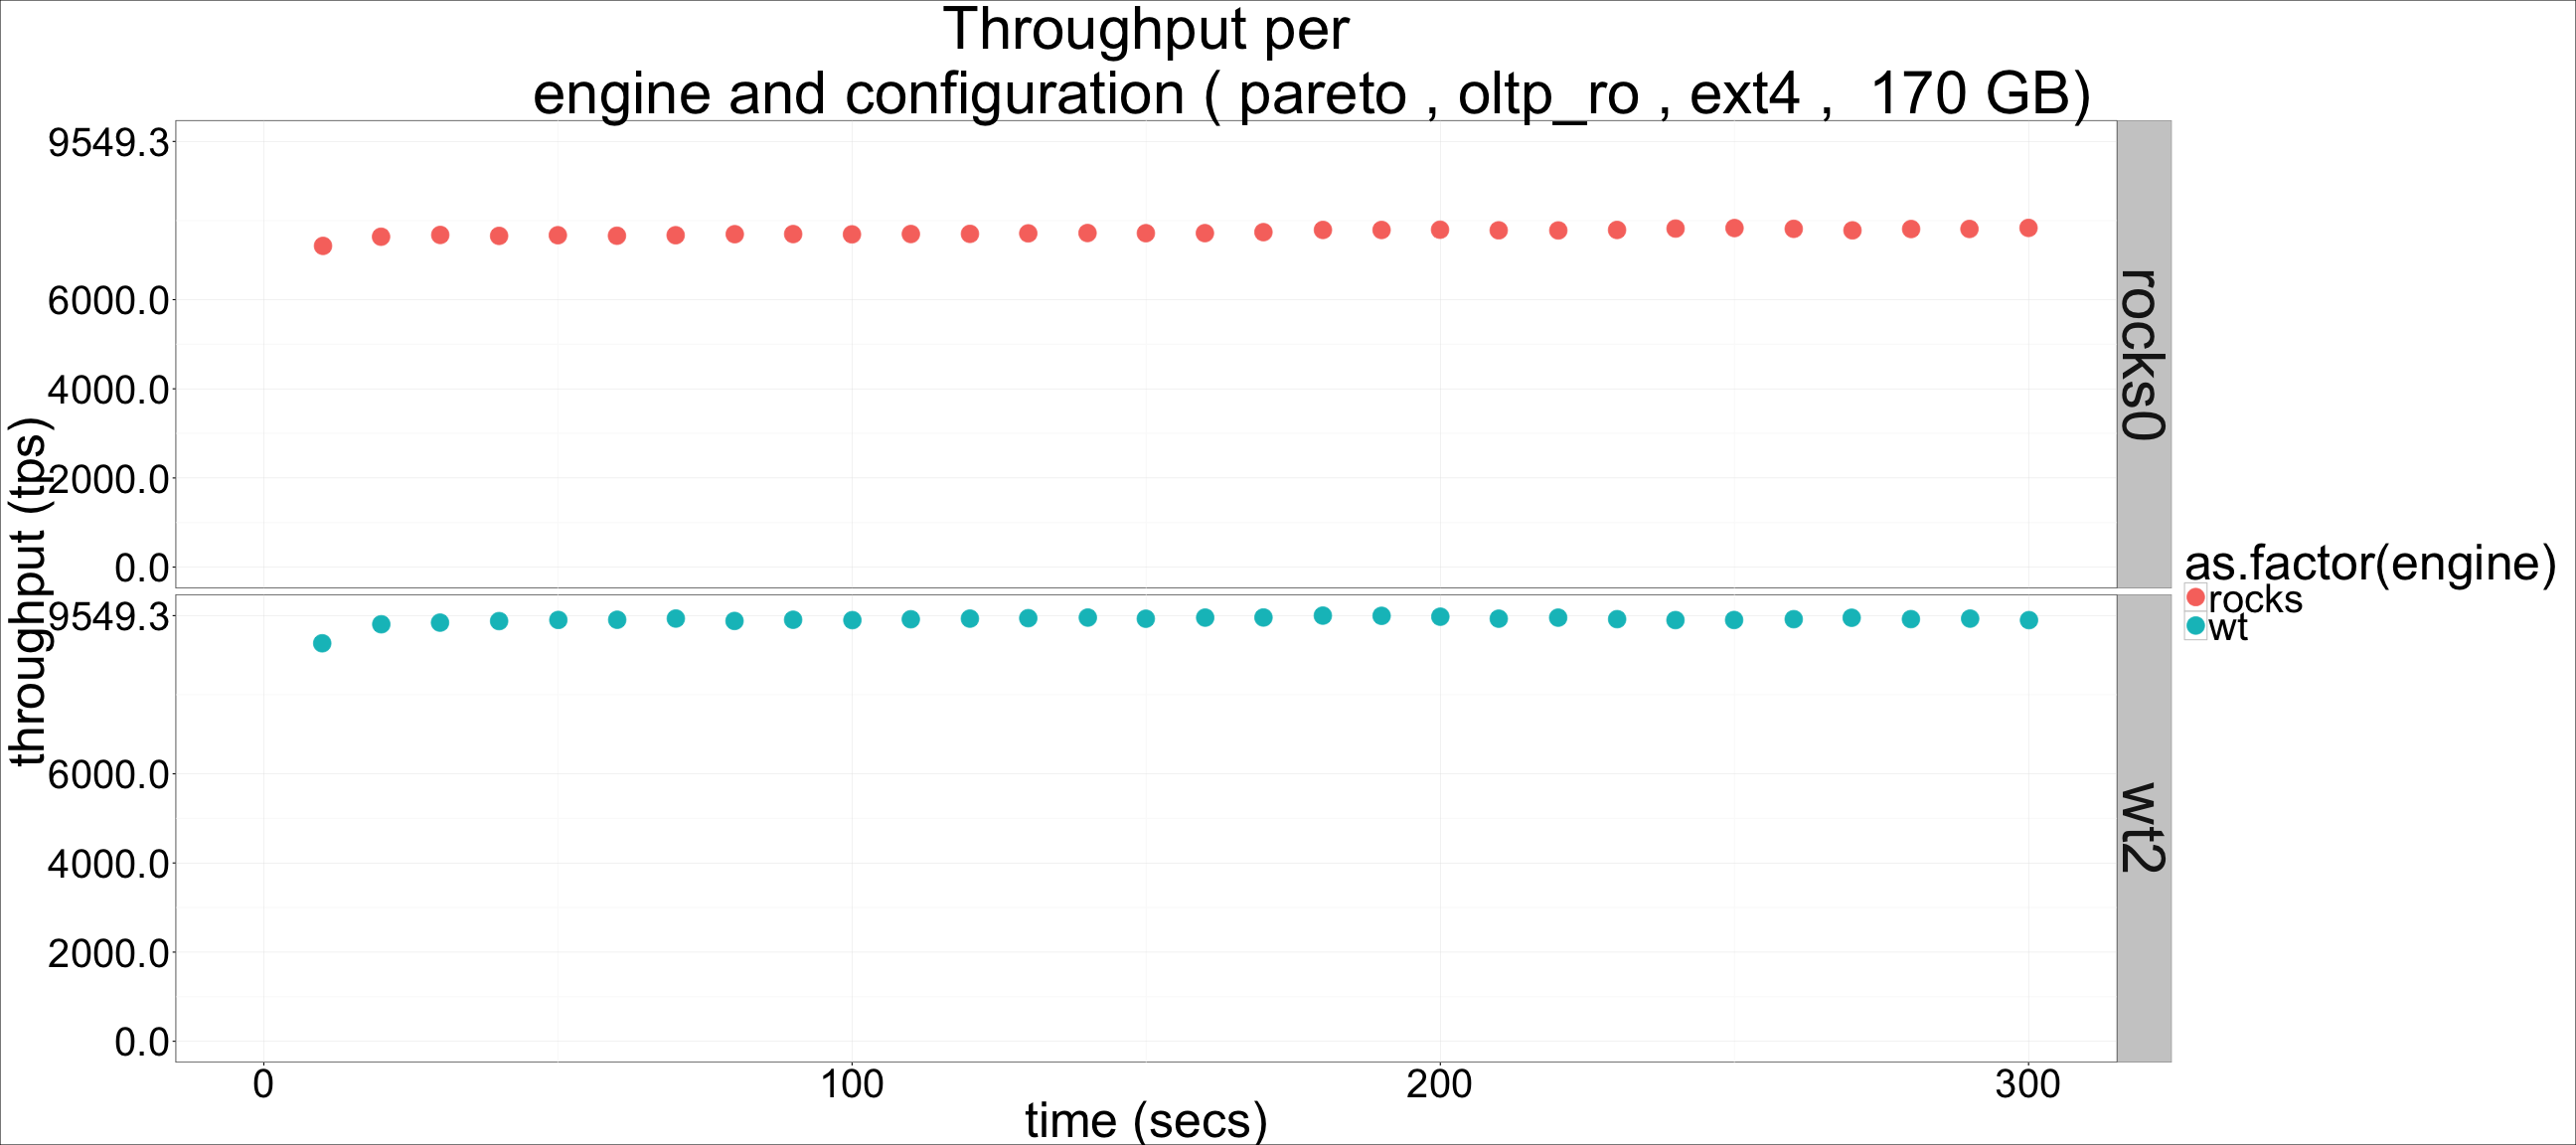 Throughput per
engine and configuration ( pareto , oltp_ro , ext4 ,  170 GB)
throughput (tps)
9549.3
6000.0
4000.0
2000.0
0.0
rocks0
9549.3
6000.0
4000.0
2000.0
0.0
wt2
0
100
200
300
time (secs)
as.factor(engine)
rocks
wt